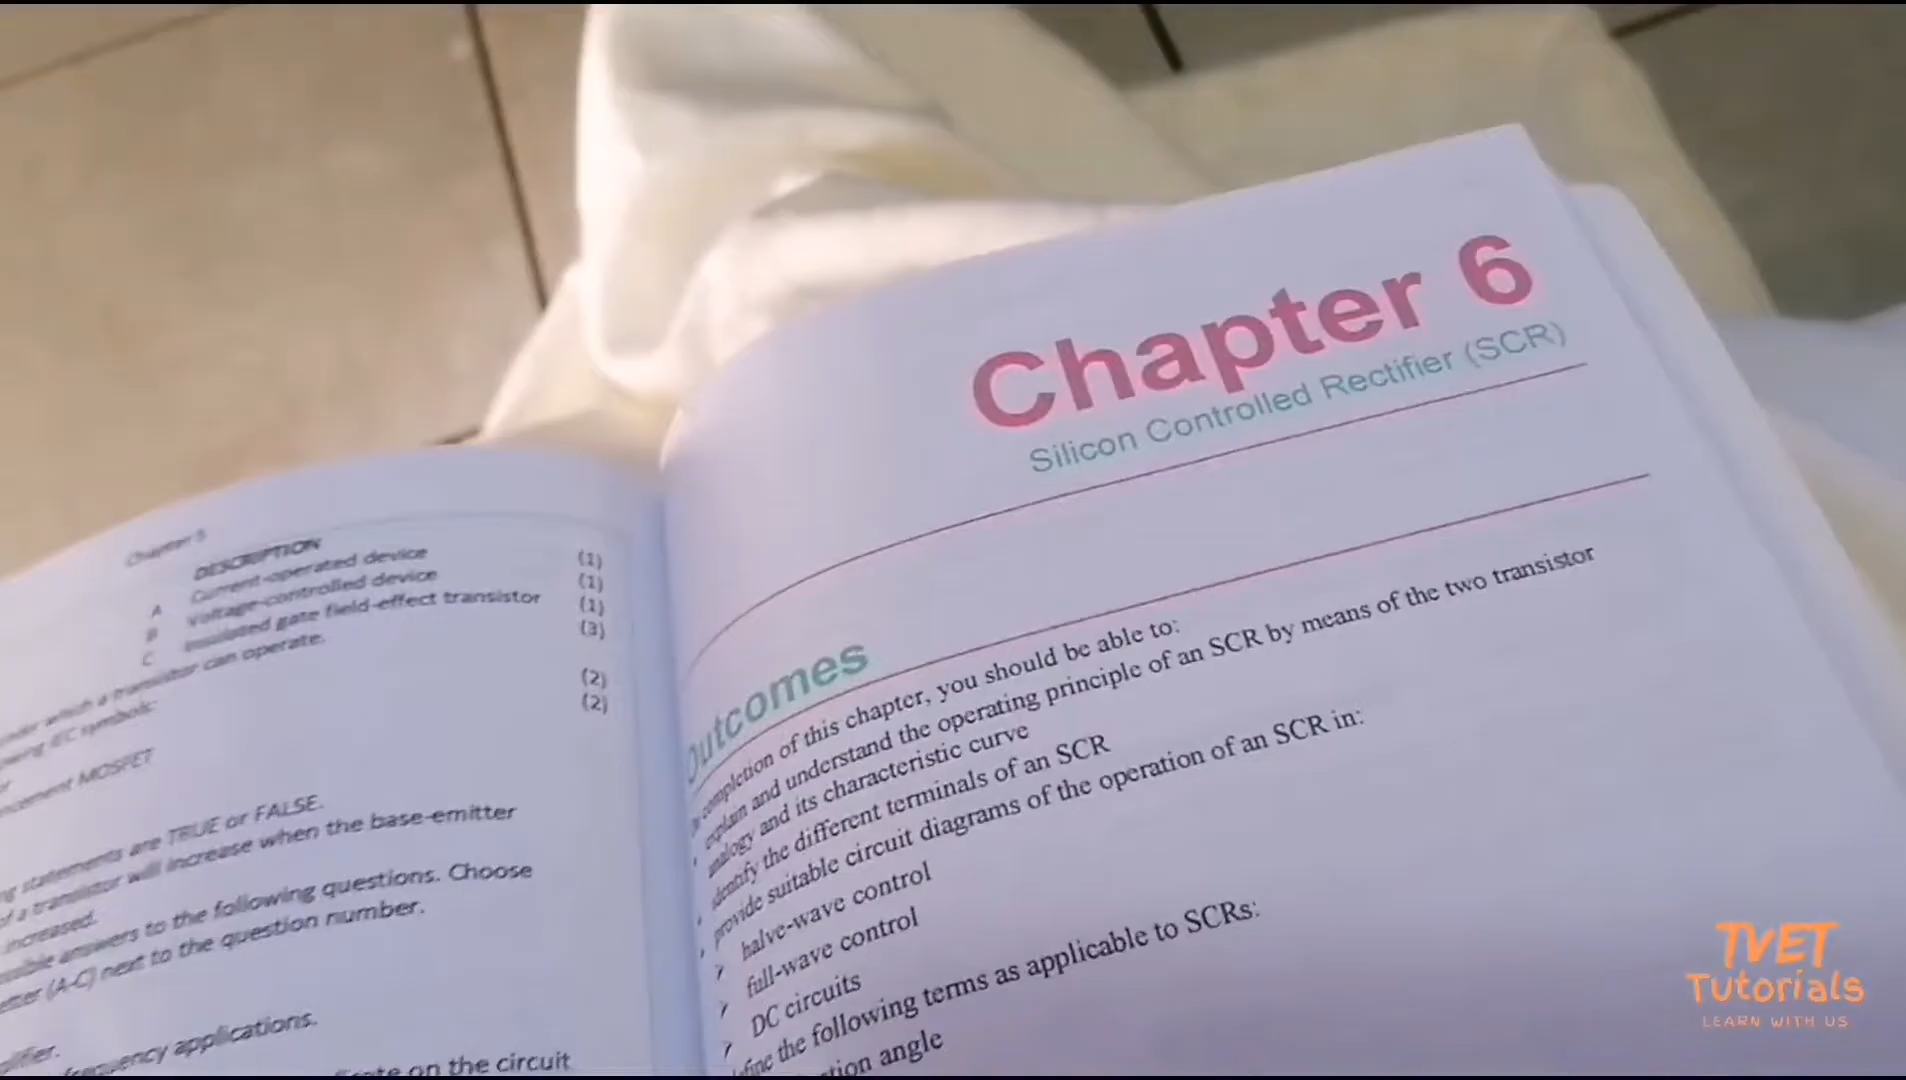 Chapter 5
DESCRIPTION
A Current-operated device (1)
B Voltage-controlled device (1)
C Insulated gate field-effect transistor (1)
which a transistor can operate. (3)
IEC symbols: (2)
(2)
MOSFET
statements are TRUE or FALSE.
of a transistor will increase when the base-emitter
increased.
answers to the following questions. Choose
(A-C) next to the question number.
applications.
on the circuit
Chapter 6
Silicon Controlled Rectifier (SCR)
Outcomes
completion of this chapter, you should be able to:
explain and understand the operating principle of an SCR by means of the two transistor
analogy and its characteristic curve
identify the different terminals of an SCR
provide suitable circuit diagrams of the operation of an SCR in:
halve-wave control
full-wave control
DC circuits
the following terms as applicable to SCRs:
angle
TVET
Tutorials
LEARN WITH US